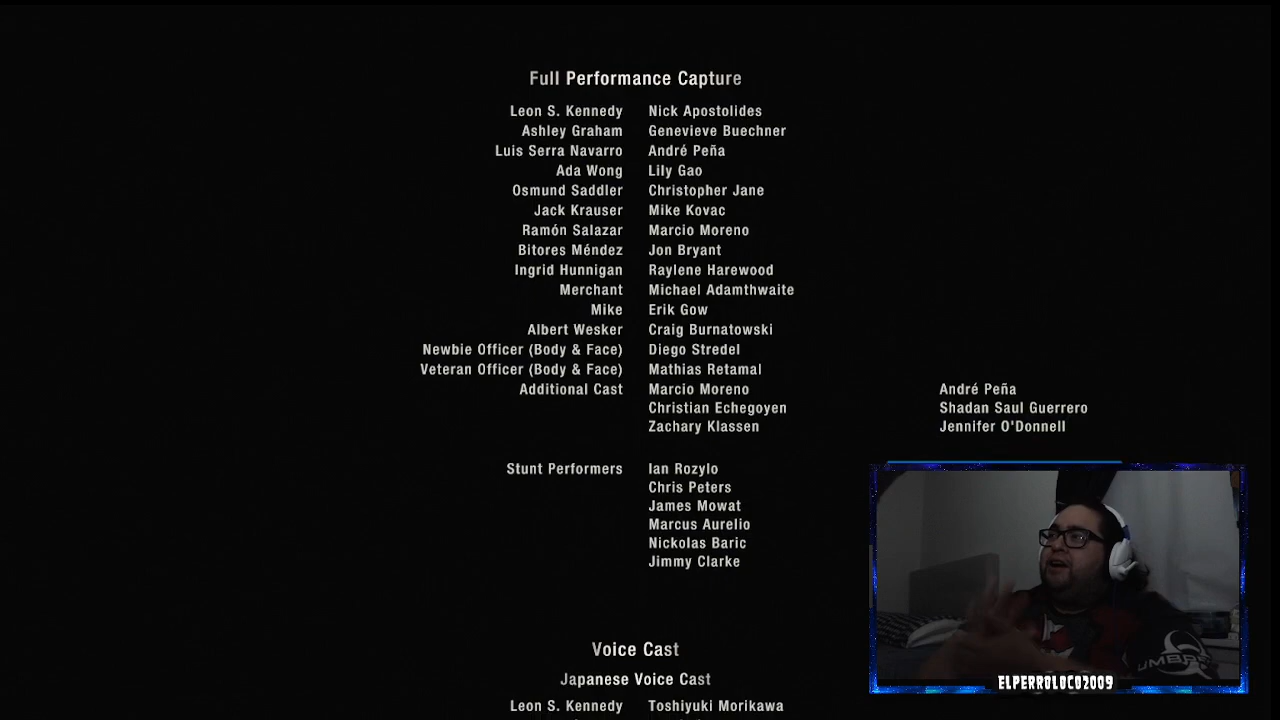 Full Performance Capture
Leon S. Kennedy Nick Apostolides
Ashley Graham Genevieve Buechner
Luis Serra Navarro André Peña
Ada Wong Lily Gao
Osmund Saddler Christopher Jane
Jack Krauser Mike Kovac
Ramón Salazar Marcio Moreno
Bitores Méndez Jon Bryant
Ingrid Hunnigan Raylene Harewood
Merchant Michael Adamthwaite
Mike Erik Gow
Albert Wesker Craig Burnatowski
Newbie Officer (Body & Face) Diego Stredel
Veteran Officer (Body & Face) Mathias Retamal
Additional Cast Marcio Moreno André Peña
Christian Echegoyen Shadan Saul Guerrero
Zachary Klassen Jennifer O'Donnell
Stunt Performers Ian Rozylo
Chris Peters
James Mowat
Marcus Aurelio
Nickolas Baric
Jimmy Clarke
Voice Cast
Japanese Voice Cast
Leon S. Kennedy Toshiyuki Morikawa
ELPERROLOCO2009